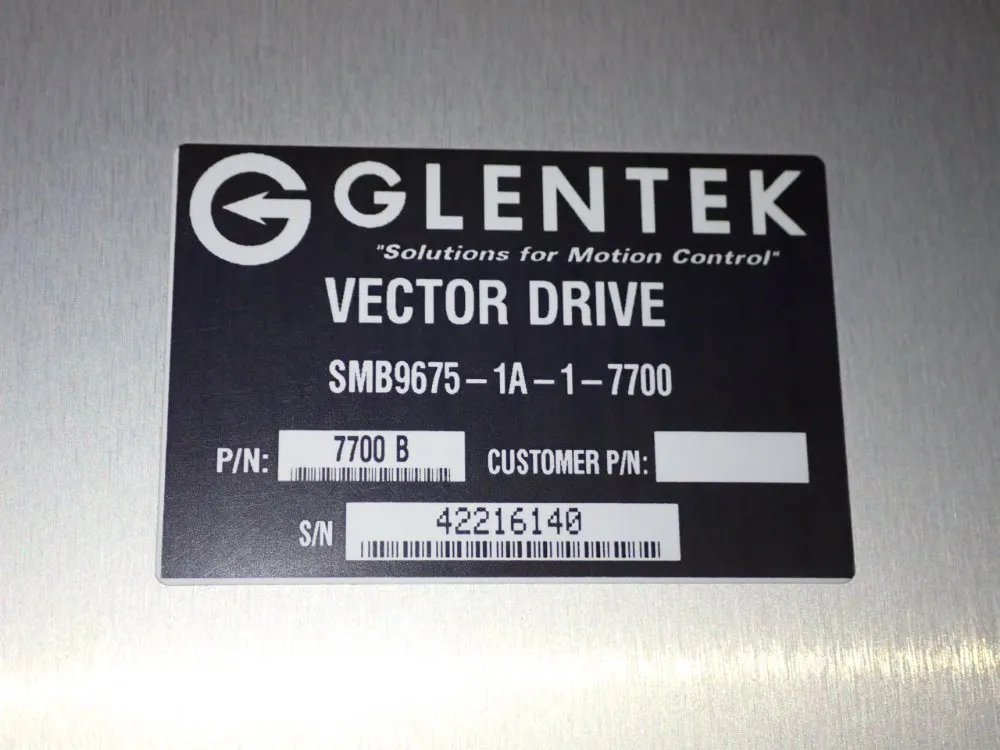 GLENTEK
"Solutions for Motion Control"
VECTOR DRIVE
SMB9675-1A-1-7700
P/N: 7700 B CUSTOMER P/N:
S/N 42216140